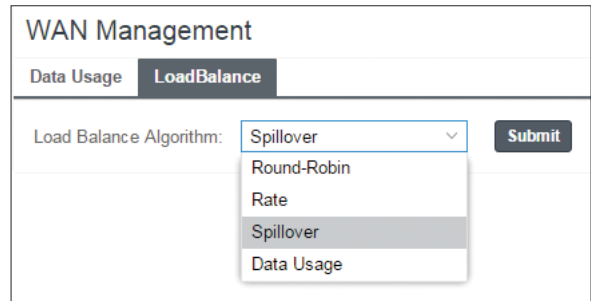 WAN Management
Data Usage LoadBalance
Load Balance Algorithm: Spillover Submit
Round-Robin
Rate
Spillover
Data Usage